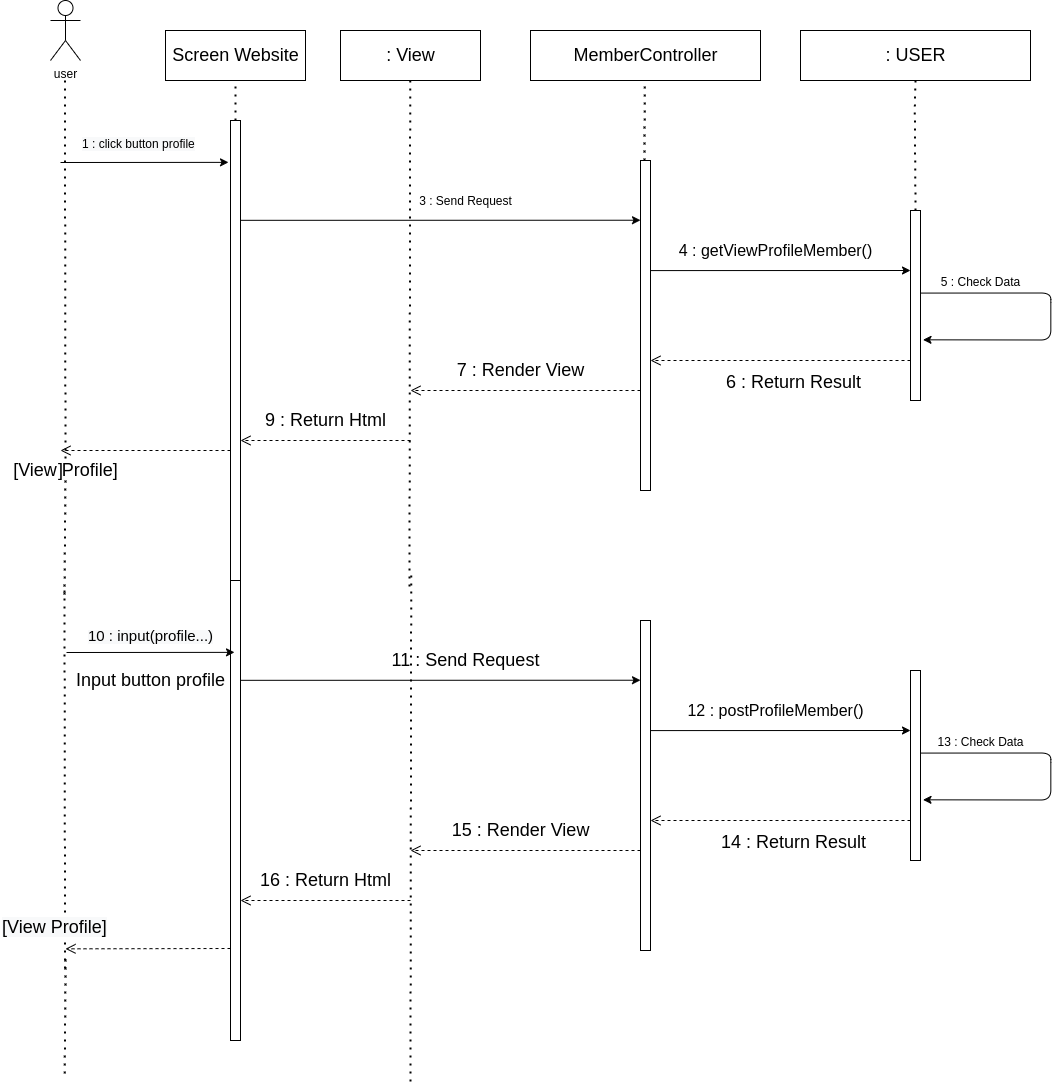 user
Screen Website
: View
MemberController
: USER
1 : click button profile
3 : Send Request
4 : getViewProfileMember()
5 : Check Data
6 : Return Result
7 : Render View
9 : Return Html
[View]Profile]
10 : input(profile...)
Input button profile
11 : Send Request
12 : postProfileMember()
13 : Check Data
14 : Return Result
15 : Render View
16 : Return Html
[View Profile]